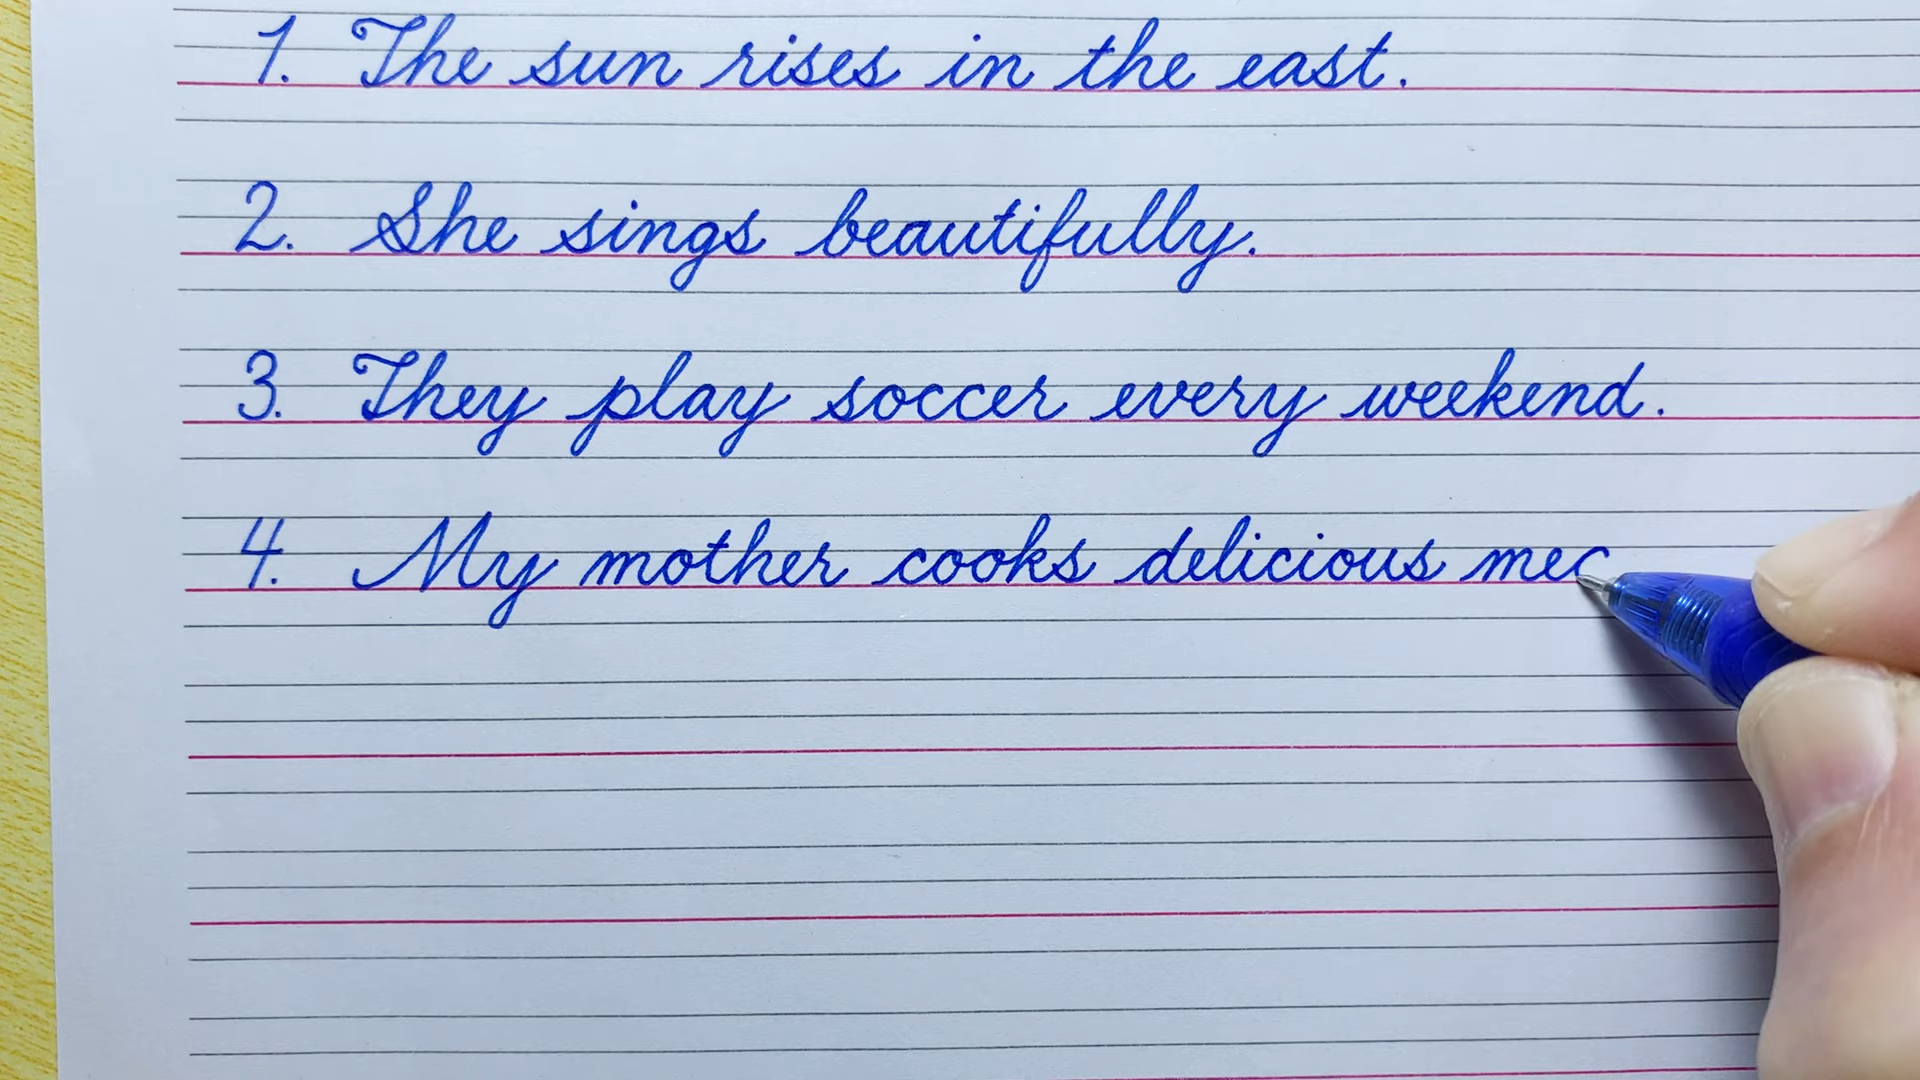 1. The sun rises in the east.
2. She sings beautifully.
3. They play soccer every weekend.
4. My mother cooks delicious